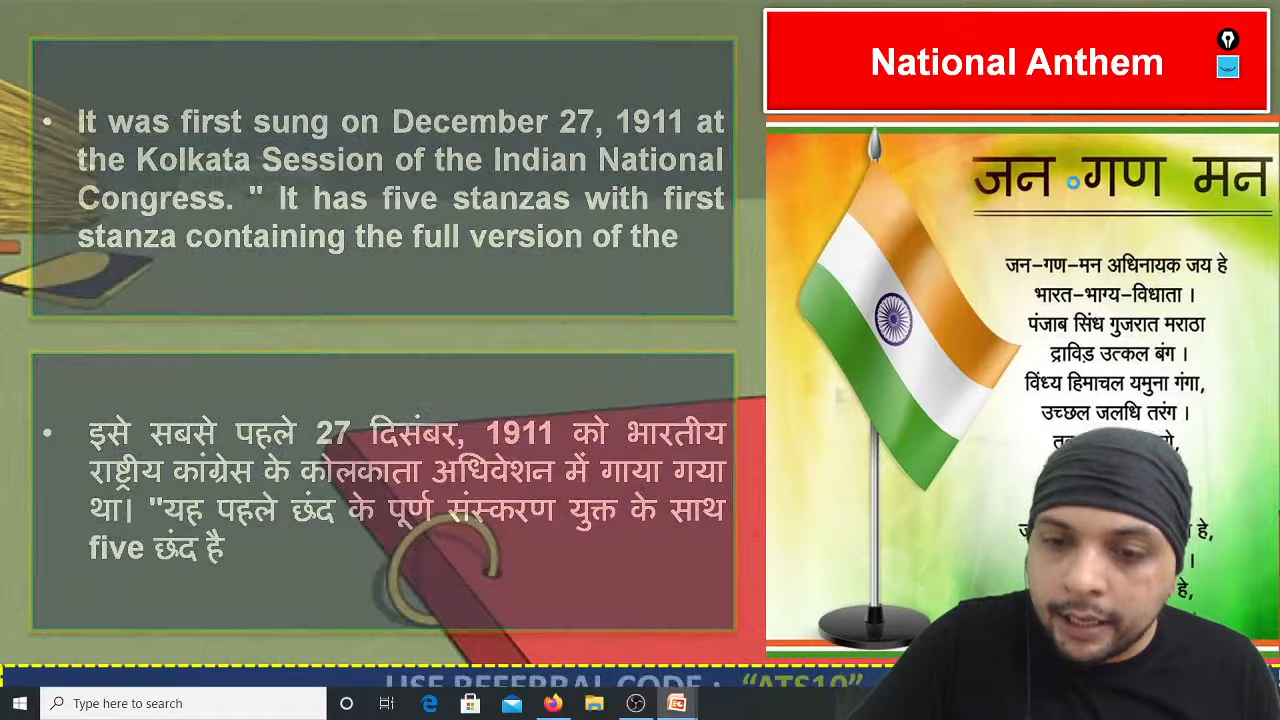 National Anthem
• It was first sung on December 27, 1911 at
the Kolkata Session of the Indian National
Congress. " It has five stanzas with first
stanza containing the full version of the
• इसे सबसे पहले 27 दिसंबर, 1911 को भारतीय
राष्ट्रीय कांग्रेस के कोलकाता अधिवेशन में गाया गया
था। "यह पहले छंद के पूर्ण संस्करण युक्त के साथ
five छंद है
जन गण मन
जन-गण-मन अधिनायक जय हे
भारत-भाग्य-विधाता ।
पंजाब सिंध गुजरात मराठा
द्राविड़ उत्कल बंग ।
विंध्य हिमाचल यमुना गंगा,
उच्छल जलधि तरंग ।
हे,
।
हे,
USE REFERRAL CODE : “ATS10”
Type here to search